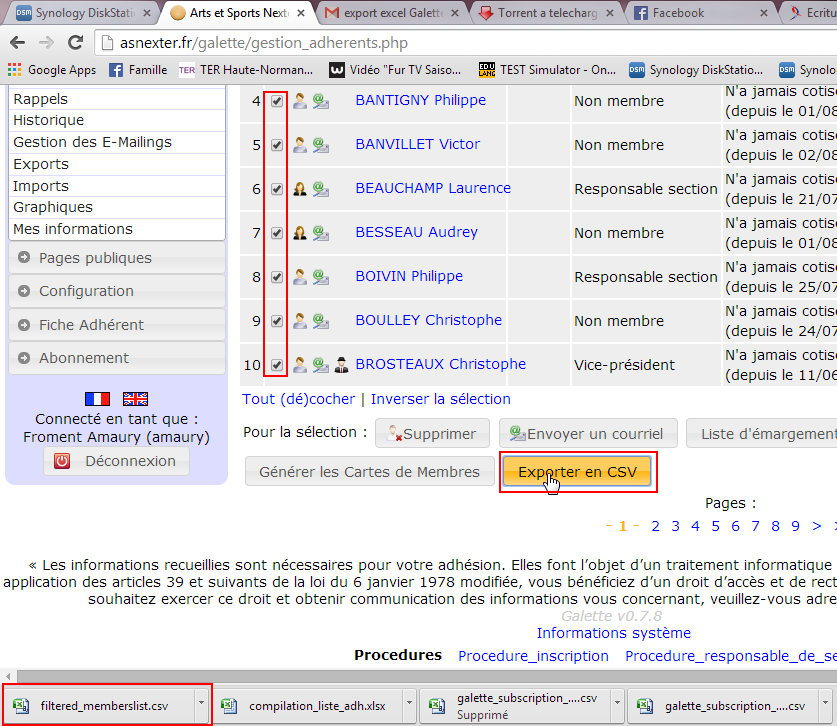 Synology DiskStati × Arts et Sports Nexter × export excel Galette × Torrent a telecharg × Facebook × Ecritu
asnexter.fr/galette/gestion_adherents.php
Google Apps Famille TER TER Haute-Norman... Vidéo "Fur TV Saiso... EDU LANG TEST Simulator - On... DSM Synology DiskStatio... DSM Synolo
Rappels
Historique
Gestion des E-Mailings
Exports
Imports
Graphiques
Mes informations
Pages publiques
Configuration
Fiche Adhérent
Abonnement
Connecté en tant que :
Froment Amaury (amaury)
Déconnexion
4 BANTIGNY Philippe Non membre N'a jamais cotis
(depuis le 01/08
5 BANVILLET Victor Non membre N'a jamais cotis
(depuis le 02/08
6 BEAUCHAMP Laurence Responsable section N'a jamais cotis
(depuis le 21/07
7 BESSEAU Audrey Non membre N'a jamais cotis
(depuis le 01/08
8 BOIVIN Philippe Responsable section N'a jamais cotis
(depuis le 25/07
9 BOULLEY Christophe Non membre N'a jamais cotis
(depuis le 24/07
10 BROSTEAUX Christophe Vice-président N'a jamais cotis
(depuis le 11/06
Tout (dé)cocher | Inverser la sélection
Pour la sélection : Supprimer Envoyer un courriel Liste d'émargement
Générer les Cartes de Membres Exporter en CSV
Pages :
- 1 - 2 3 4 5 6 7 8 9 >
« Les informations recueillies sont nécessaires pour votre adhésion. Elles font l'objet d'un traitement informatique
application des articles 39 et suivants de la loi du 6 janvier 1978 modifiée, vous bénéficiez d'un droit d'accès et de rect
souhaitez exercer ce droit et obtenir communication des informations vous concernant, veuillez-vous adre
Galette v0.7.8
Informations système
Procedures Procedure_inscription Procedure_responsable_de_se
filtered_memberslist.csv compilation_liste_adh.xlsx galette_subscription_....csv galette_subscription_....csv
Supprimé